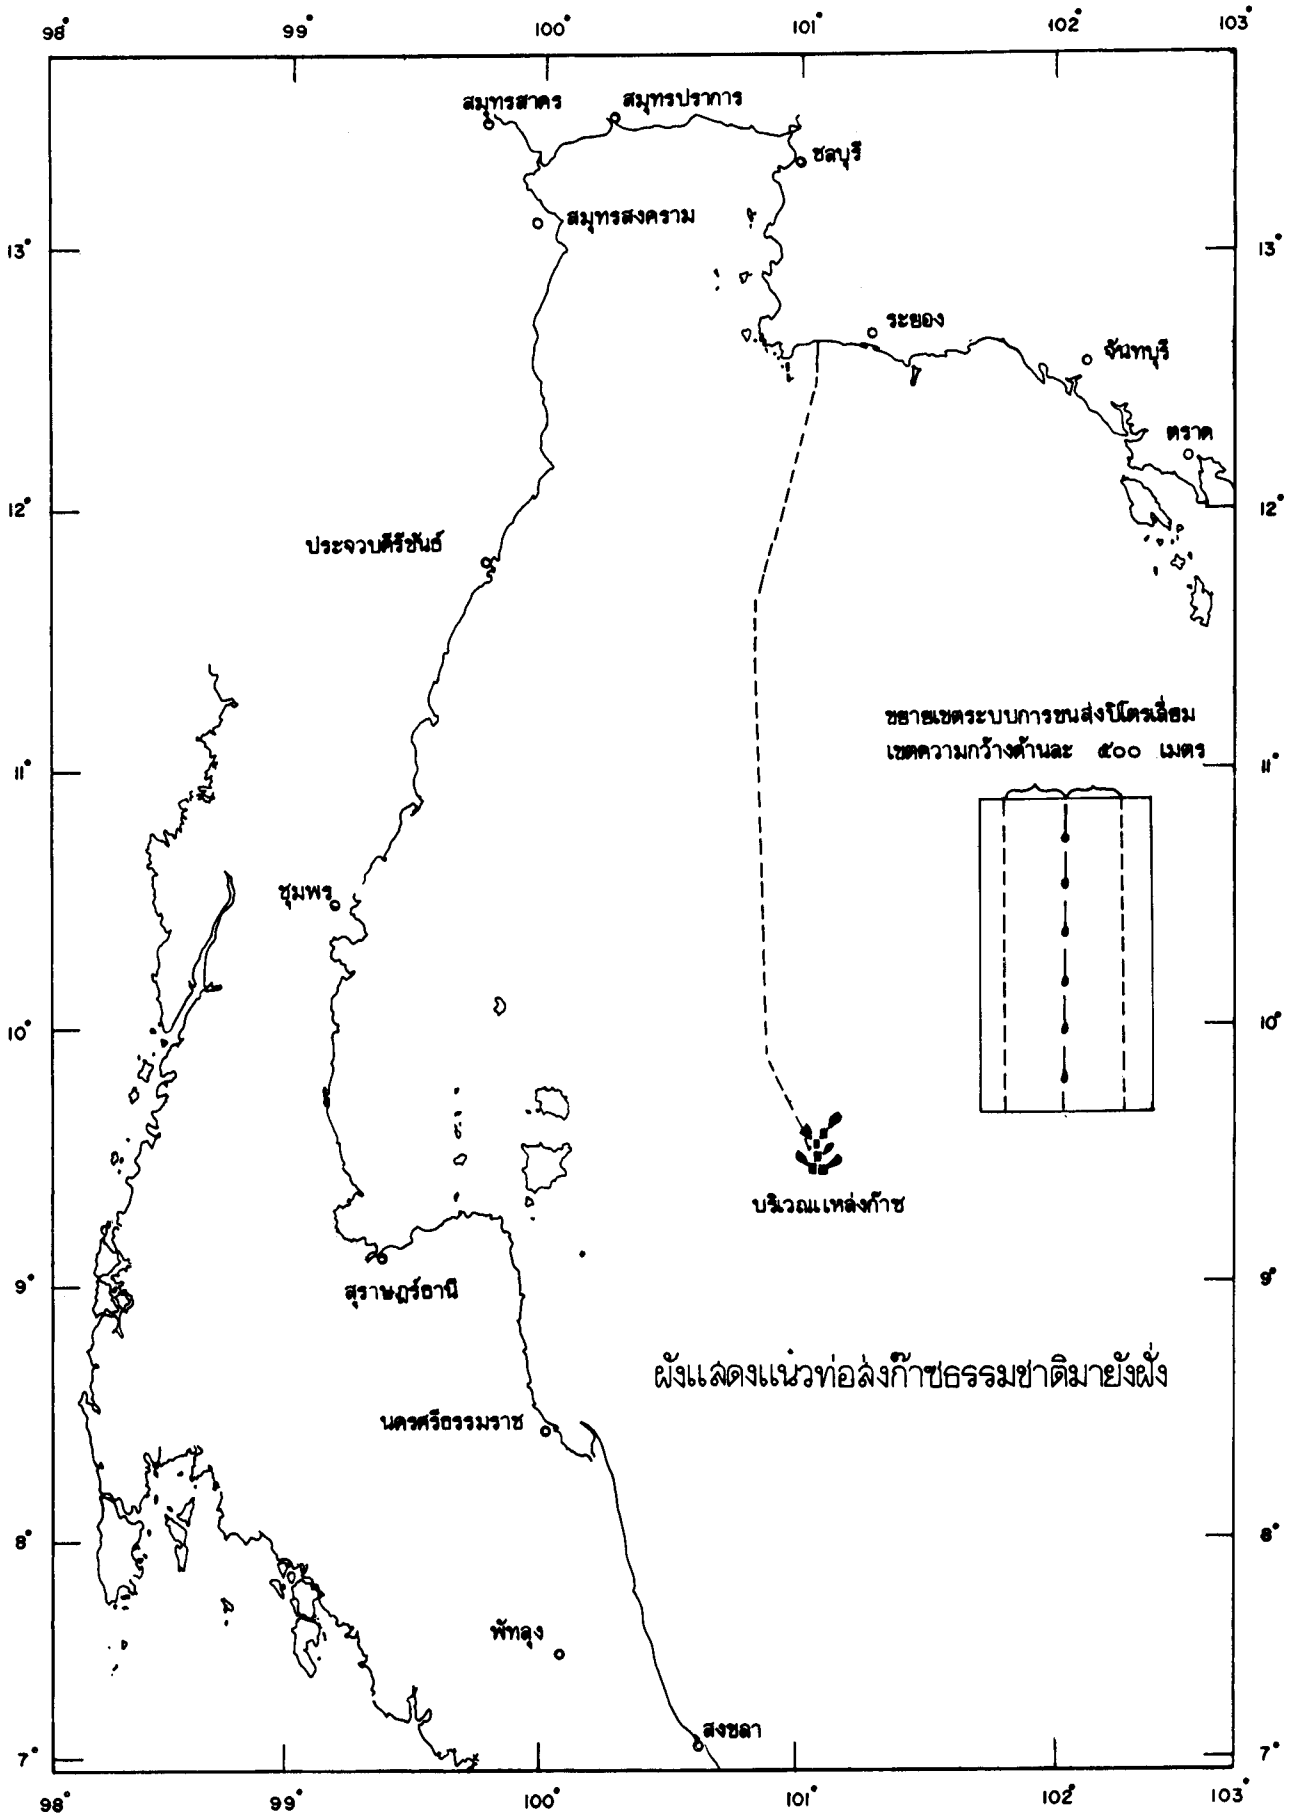 98° 99° 100° 101° 102° 103°
สมุทรสาคร
สมุทรปราการ
ชลบุรี
สมุทรสงคราม
13° 13°
ระยอง
จันทบุรี
ตราด
12° 12°
ประจวบคีรีขันธ์
ขยายเขตระบบการขนส่งปิโตรเลี่ยม
เขตความกว้างด้านละ ๕๐๐ เมตร
11° 11°
ชุมพร
10° 10°
บริเวณแหล่งก๊าซ
9° 9°
สุราษฎร์ธานี
ผังแสดงแนวท่อส่งก๊าซธรรมชาติมายังฝั่ง
นครศรีธรรมราช
8° 8°
พัทลุง
สงขลา
7° 7°
98° 99° 100° 101° 102° 103°